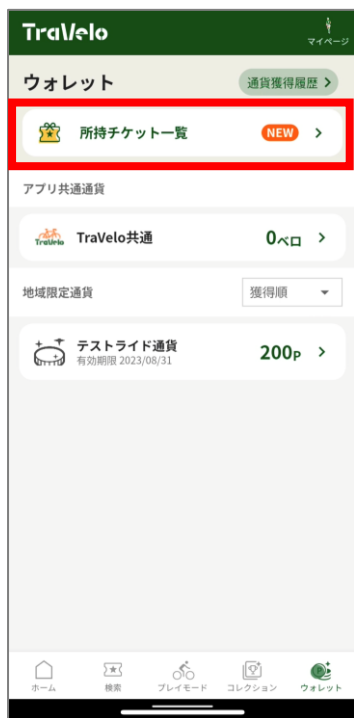 TraVelo
マイページ
ウォレット
通貨獲得履歴
所持チケット一覧 NEW
アプリ共通通貨
TraVelo
TraVelo共通 0ベロ
地域限定通貨 獲得順
テストライド通貨 200P
有効期限 2023/08/31
ホーム 検索 プレイモード コレクション ウォレット